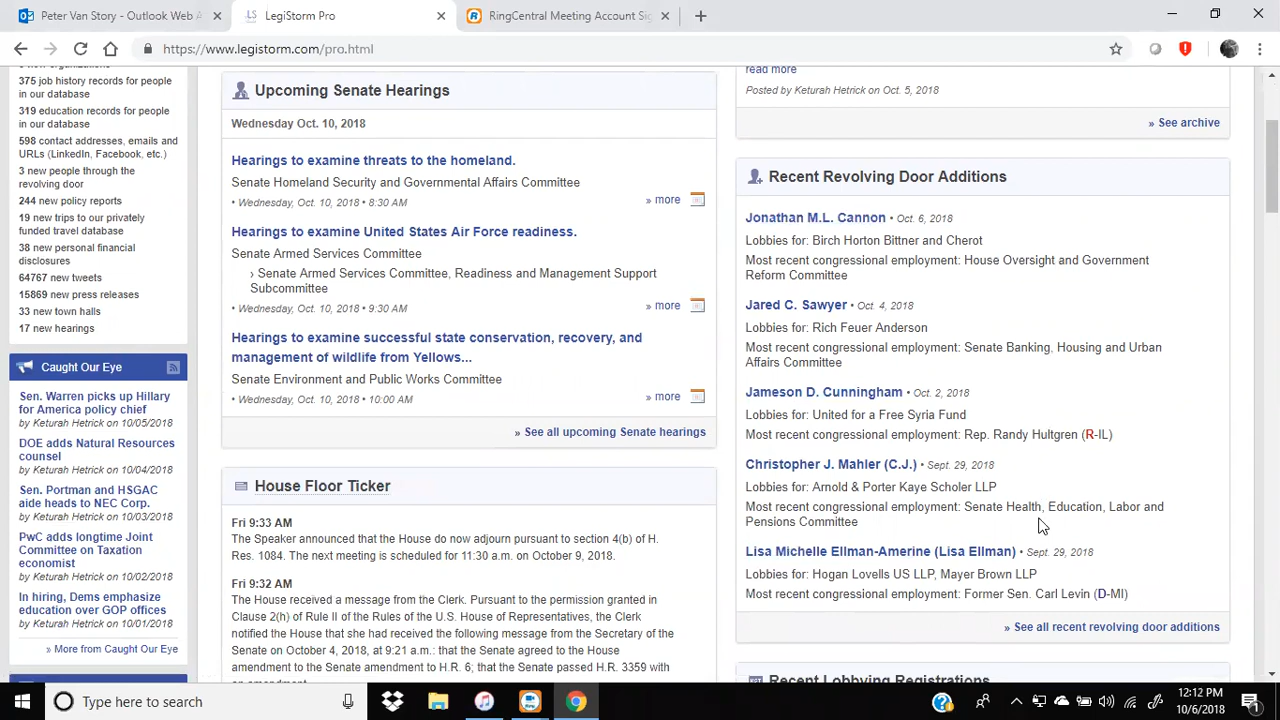 Peter Van Story - Outlook Web A
LegiStorm Pro
RingCentral Meeting Account Sig
https://www.legistorm.com/pro.html
375 job history records for people
in our database
319 education records for people
in our database
598 contact addresses, emails and
URLs (LinkedIn, Facebook, etc.)
3 new people through the
revolving door
244 new policy reports
19 new trips to our privately
funded travel database
38 new personal financial
disclosures
64767 new tweets
15869 new press releases
33 new town halls
17 new hearings
Caught Our Eye
Sen. Warren picks up Hillary
for America policy chief
by Keturah Hetrick on 10/05/2018
DOE adds Natural Resources
counsel
by Keturah Hetrick on 10/04/2018
Sen. Portman and HSGAC
aide heads to NEC Corp.
by Keturah Hetrick on 10/03/2018
PwC adds longtime Joint
Committee on Taxation
economist
by Keturah Hetrick on 10/02/2018
In hiring, Dems emphasize
education over GOP offices
by Keturah Hetrick on 10/01/2018
» More from Caught Our Eye
Upcoming Senate Hearings
Wednesday Oct. 10, 2018
Hearings to examine threats to the homeland.
Senate Homeland Security and Governmental Affairs Committee
• Wednesday, Oct. 10, 2018 • 8:30 AM
» more
Hearings to examine United States Air Force readiness.
Senate Armed Services Committee
› Senate Armed Services Committee, Readiness and Management Support
Subcommittee
• Wednesday, Oct. 10, 2018 • 9:30 AM
» more
Hearings to examine successful state conservation, recovery, and
management of wildlife from Yellows...
Senate Environment and Public Works Committee
• Wednesday, Oct. 10, 2018 • 10:00 AM
» more
» See all upcoming Senate hearings
House Floor Ticker
Fri 9:33 AM
The Speaker announced that the House do now adjourn pursuant to section 4(b) of H.
Res. 1084. The next meeting is scheduled for 11:30 a.m. on October 9, 2018.
Fri 9:32 AM
The House received a message from the Clerk. Pursuant to the permission granted in
Clause 2(h) of Rule II of the Rules of the U.S. House of Representatives, the Clerk
notified the House that she had received the following message from the Secretary of the
Senate on October 4, 2018, at 9:21 a.m.: that the Senate agreed to the House
amendment to the Senate amendment to H.R. 6; that the Senate passed H.R. 3359 with
an amendment.
read more
Posted by Keturah Hetrick on Oct. 5, 2018
» See archive
Recent Revolving Door Additions
Jonathan M.L. Cannon • Oct. 6, 2018
Lobbies for: Birch Horton Bittner and Cherot
Most recent congressional employment: House Oversight and Government
Reform Committee
Jared C. Sawyer • Oct. 4, 2018
Lobbies for: Rich Feuer Anderson
Most recent congressional employment: Senate Banking, Housing and Urban
Affairs Committee
Jameson D. Cunningham • Oct. 2, 2018
Lobbies for: United for a Free Syria Fund
Most recent congressional employment: Rep. Randy Hultgren (R-IL)
Christopher J. Mahler (C.J.) • Sept. 29, 2018
Lobbies for: Arnold & Porter Kaye Scholer LLP
Most recent congressional employment: Senate Health, Education, Labor and
Pensions Committee
Lisa Michelle Ellman-Amerine (Lisa Ellman) • Sept. 29, 2018
Lobbies for: Hogan Lovells US LLP, Mayer Brown LLP
Most recent congressional employment: Former Sen. Carl Levin (D-MI)
» See all recent revolving door additions
Recent Lobbying Registrations
Type here to search
12:12 PM
10/6/2018